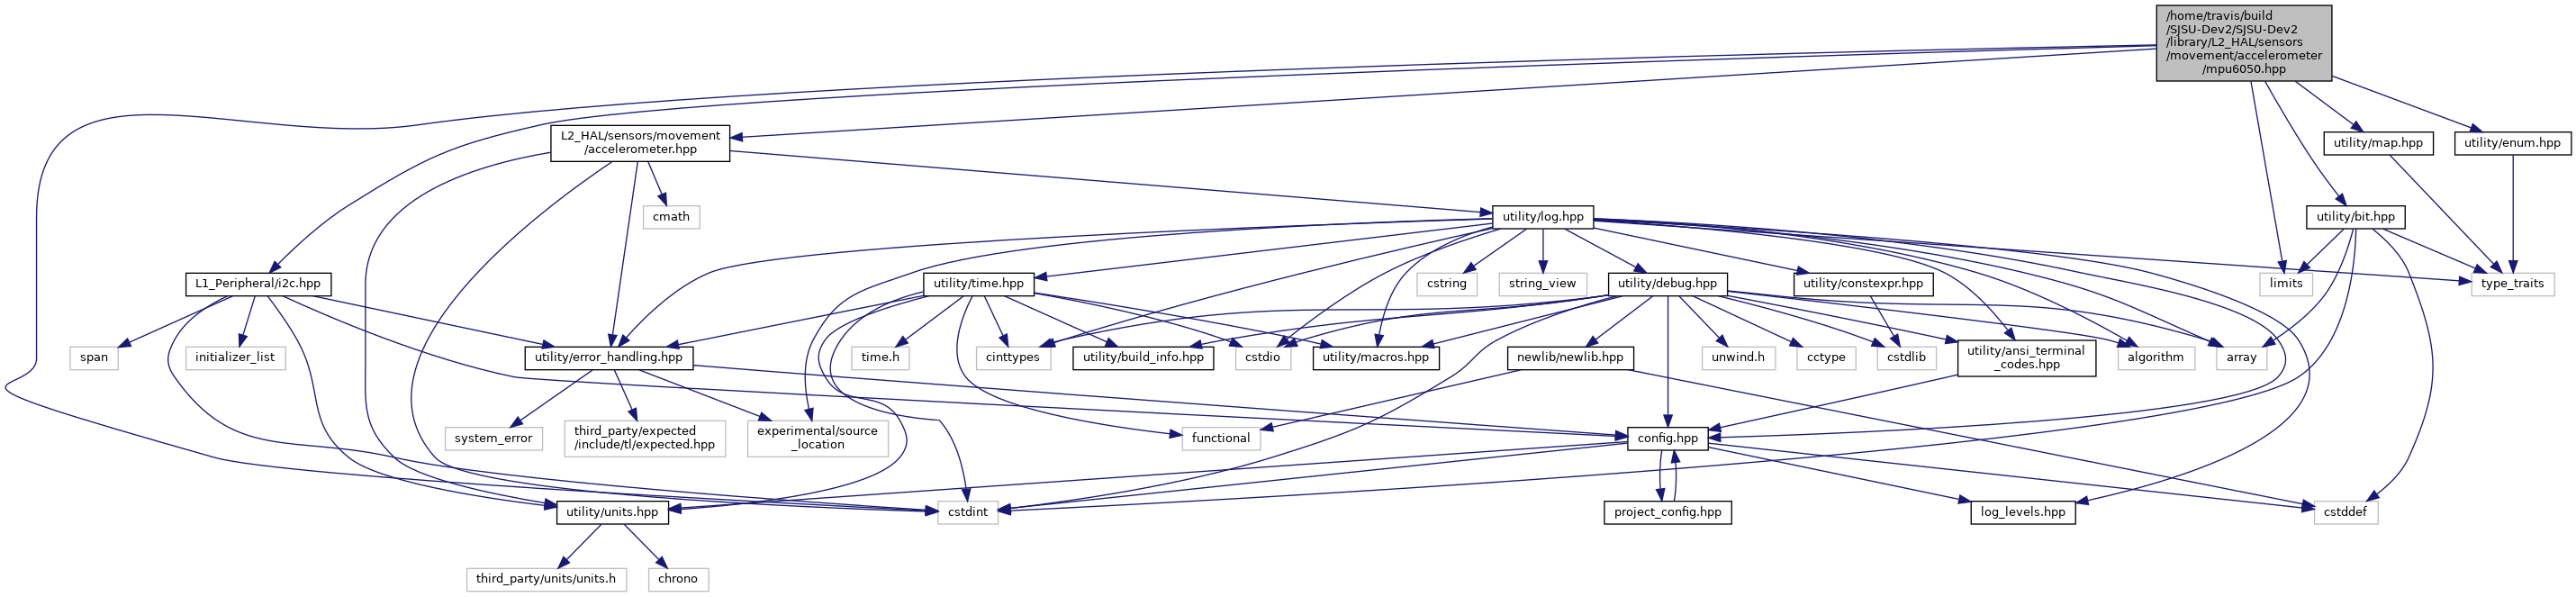 /home/travis/build
/SJSU-Dev2/SJSU-Dev2
/library/L2_HAL/sensors
/movement/accelerometer
/mpu6050.hpp
L2_HAL/sensors/movement
/accelerometer.hpp
utility/map.hpp
utility/enum.hpp
cmath
utility/log.hpp
utility/bit.hpp
L1_Peripheral/i2c.hpp
utility/time.hpp
cstring
string_view
utility/debug.hpp
utility/constexpr.hpp
limits
type_traits
span
initializer_list
utility/error_handling.hpp
time.h
cinttypes
utility/build_info.hpp
cstdio
utility/macros.hpp
newlib/newlib.hpp
unwind.h
cctype
cstdlib
utility/ansi_terminal
_codes.hpp
algorithm
array
system_error
third_party/expected
/include/tl/expected.hpp
experimental/source
_location
functional
config.hpp
utility/units.hpp
cstdint
project_config.hpp
log_levels.hpp
cstddef
third_party/units/units.h
chrono